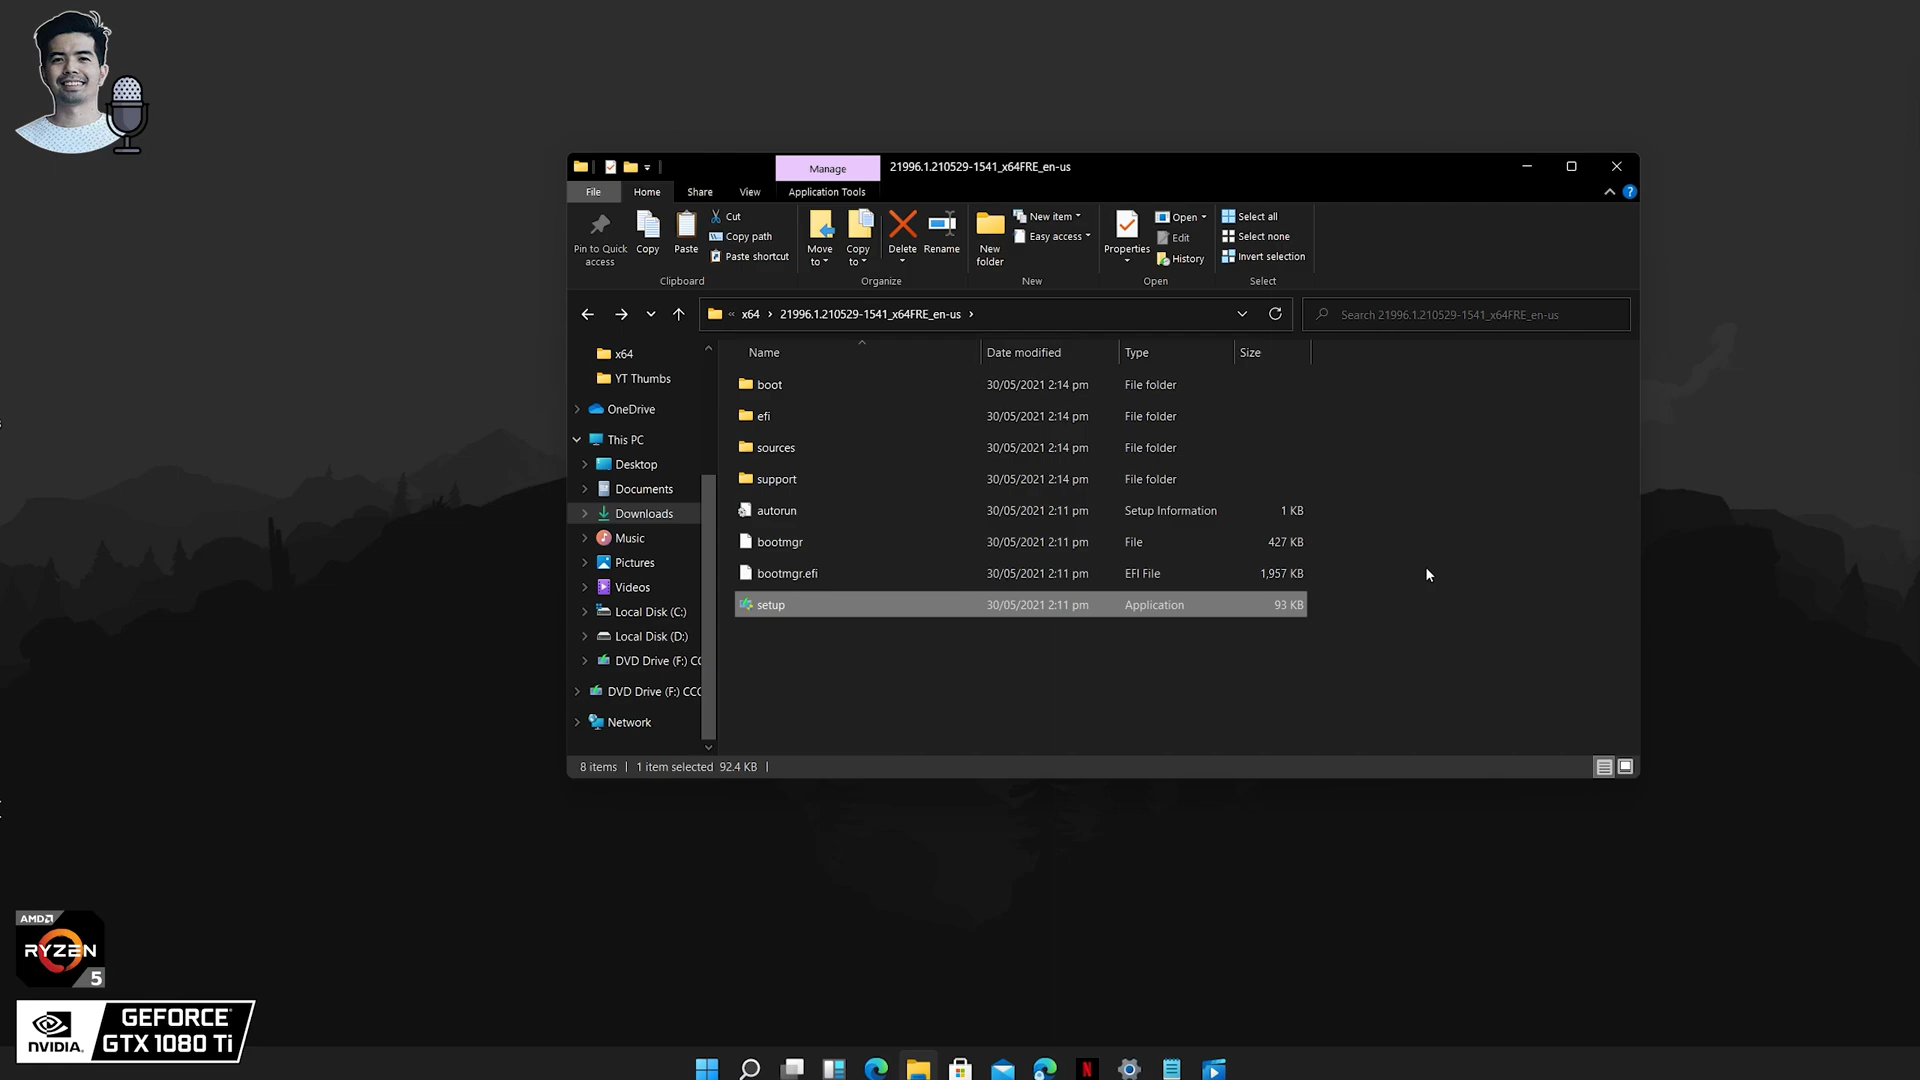 Manage
21996.1.210529-1541_x64FRE_en-us
File
Home
Share
View
Application Tools
Pin to Quick access
Copy
Paste
Cut
Copy path
Paste shortcut
Clipboard
Move to
Copy to
Delete
Rename
Organize
New folder
New item
Easy access
New
Properties
Open
Edit
History
Open
Select all
Select none
Invert selection
Select
« x64 › 21996.1.210529-1541_x64FRE_en-us ›
Search 21996.1.210529-1541_x64FRE_en-us
x64
YT Thumbs
OneDrive
This PC
Desktop
Documents
Downloads
Music
Pictures
Videos
Local Disk (C:)
Local Disk (D:)
DVD Drive (F:) CC
DVD Drive (F:) CCC
Network
Name Date modified Type Size
boot 30/05/2021 2:14 pm File folder
efi 30/05/2021 2:14 pm File folder
sources 30/05/2021 2:14 pm File folder
support 30/05/2021 2:14 pm File folder
autorun 30/05/2021 2:11 pm Setup Information 1 KB
bootmgr 30/05/2021 2:11 pm File 427 KB
bootmgr.efi 30/05/2021 2:11 pm EFI File 1,957 KB
setup 30/05/2021 2:11 pm Application 93 KB
8 items 1 item selected 92.4 KB
AMD
RYZEN
5
NVIDIA.
GEFORCE
GTX 1080 Ti
N